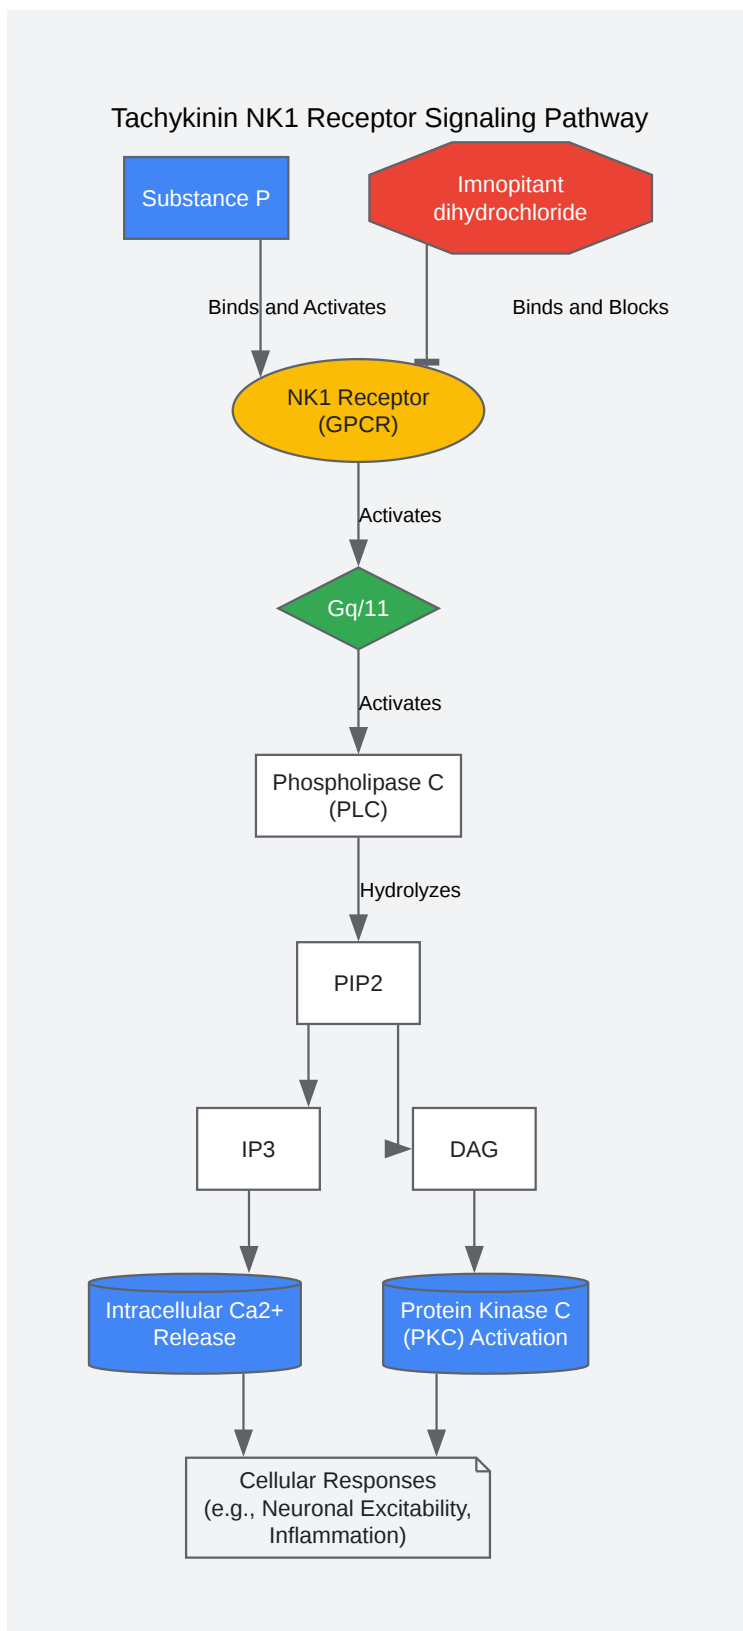 Tachykinin NK1 Receptor Signaling Pathway
Substance P
Imnopitant
dihydrochloride
Binds and Activates
Binds and Blocks
NK1 Receptor
(GPCR)
Activates
Gq/11
Activates
Phospholipase C
(PLC)
Hydrolyzes
PIP2
IP3
DAG
Intracellular Ca2+
Release
Protein Kinase C
(PKC) Activation
Cellular Responses
(e.g., Neuronal Excitability,
Inflammation)